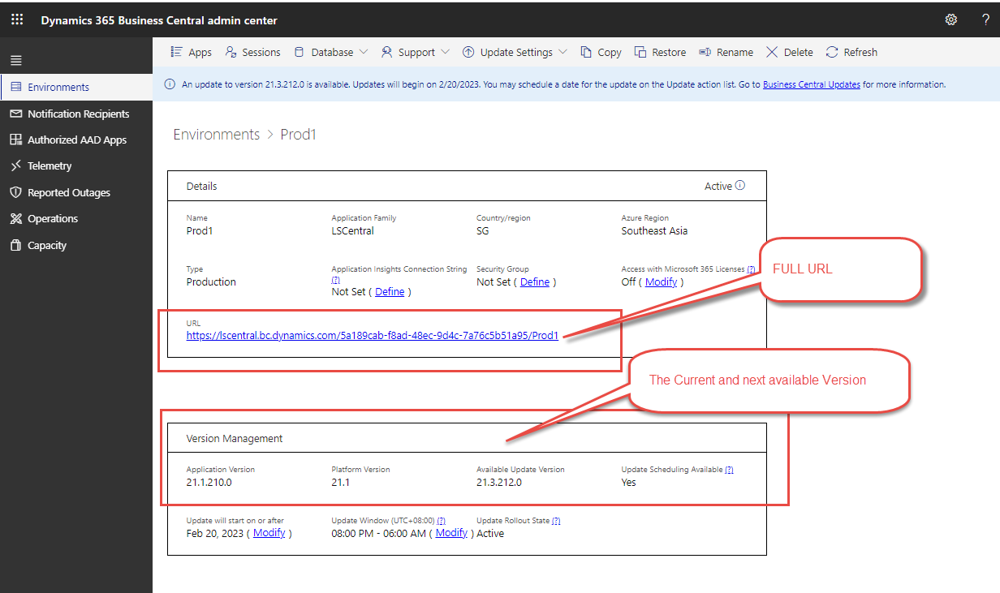 Dynamics 365 Business Central admin center ?
Apps Sessions Database Support Update Settings Copy Restore Rename Delete Refresh
An update to version 21.3.212.0 is available. Updates will begin on 2/20/2023. You may schedule a date for the update on the Update action list. Go to Business Central Updates for more information.
Environments
Notification Recipients
Authorized AAD Apps
Telemetry
Reported Outages
Operations
Capacity
Environments > Prod1
Details Active
Name Application Family Country/region Azure Region
Prod1 LSCentral SG Southeast Asia
Type Application Insights Connection String (?) Security Group Access with Microsoft 365 Licenses (?)
Production Not Set ( Define ) Not Set ( Define ) Off ( Modify )
FULL URL
URL
https://lscentral.bc.dynamics.com/5a189cab-f8ad-48ec-9d4c-7a76c5b51a95/Prod1
The Current and next available Version
Version Management
Application Version Platform Version Available Update Version Update Scheduling Available (?)
21.1.210.0 21.1 21.3.212.0 Yes
Update will start on or after Update Window (UTC+08:00) (?) Update Rollout State (?)
Feb 20, 2023 ( Modify ) 08:00 PM - 06:00 AM ( Modify ) Active